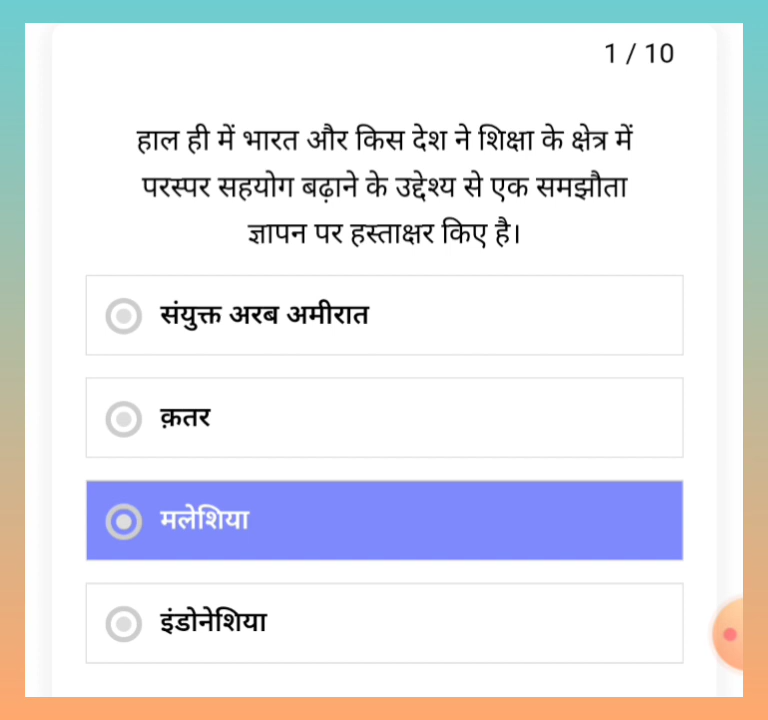 1 / 10
हाल ही में भारत और किस देश ने शिक्षा के क्षेत्र में
परस्पर सहयोग बढ़ाने के उद्देश्य से एक समझौता
ज्ञापन पर हस्ताक्षर किए है।
संयुक्त अरब अमीरात
क़तर
मलेशिया
इंडोनेशिया